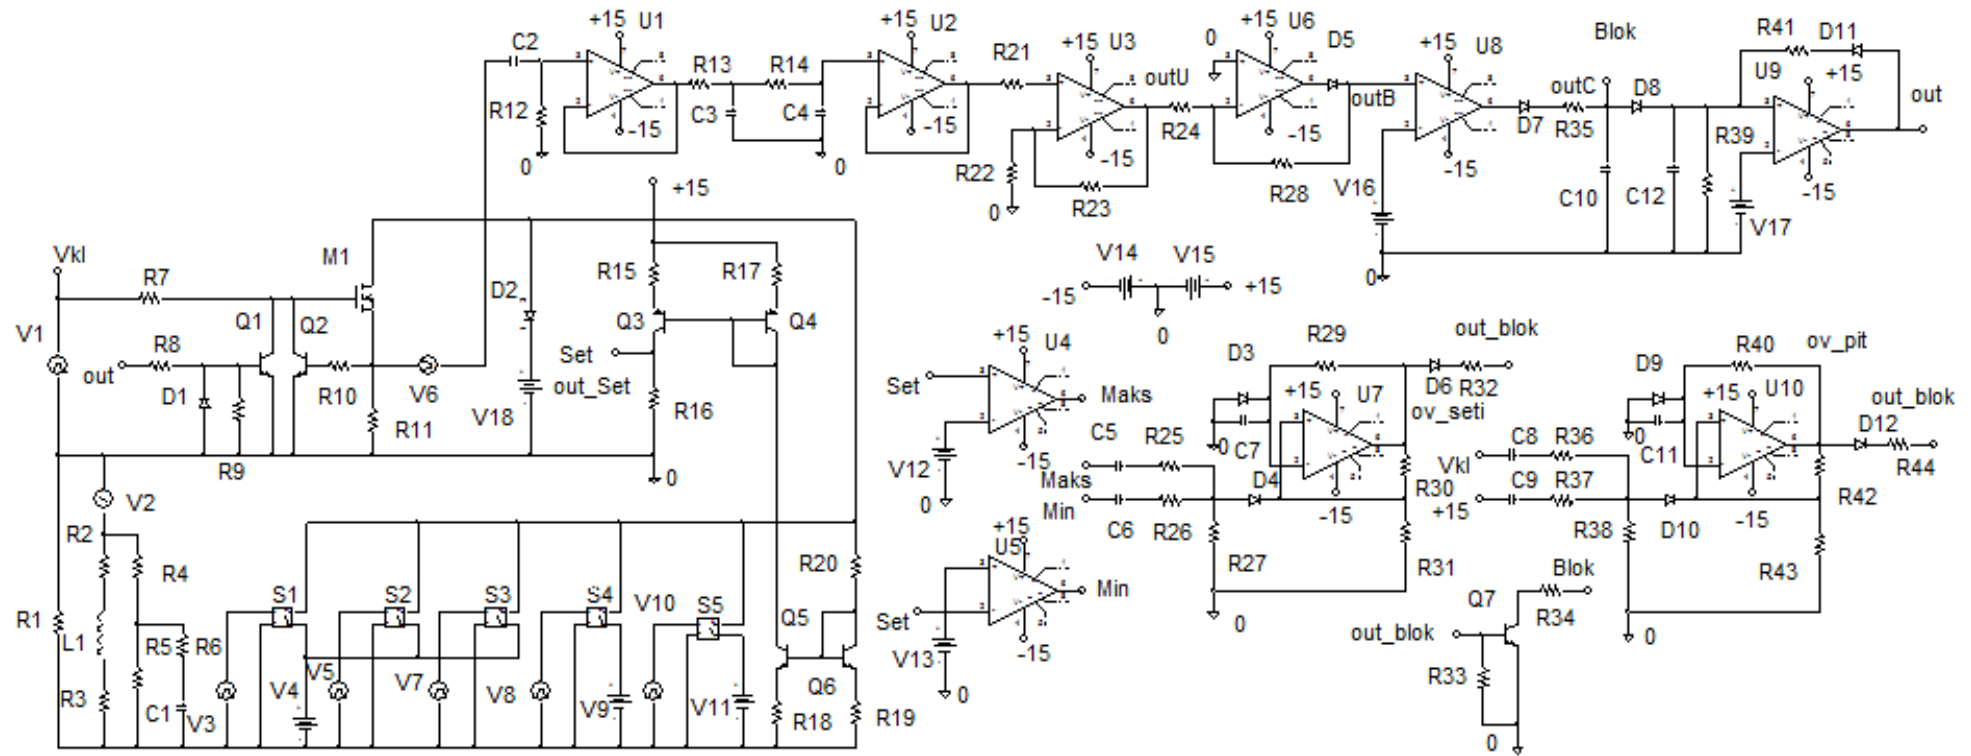 +15 U1
C2
R12
0
-15
R13
R14
C3
C4
0
+15 U2
-15
R21
+15 U3
R22
0
R23
-15
outU
R24
0
+15 U6
-15
D5
outB
R28
+15 U8
-15
V16
0
D7
outC
R35
Blok
D8
C10
C12
R39
R41 D11
U9
+15
-15
V17
out
Vkl
R7
M1
V1
R8
out
D1
Q1
Q2
R9
R10
R11
V6
D2
V18
+15
R15
R17
Q3
Q4
Set
out_Set
R16
0
V14
V15
-15
+15
0
V2
R2
R4
R1
L1
R5
R6
R3
C1
V3
S1
V4
V5
S2
V7
S3
V8
S4
V9
V10
S5
V11
R20
Q5
Q6
R18
R19
+15 U4
Set
Maks
-15
V12
0
+15
U5
Set
Min
-15
V13
0
C5
R25
Maks
Min
C6
R26
R27
0
D3
R29
0
C7
D4
+15
U7
-15
out_blok
D6
R32
ov_seti
R30
R31
D9
R40
ov_pit
0
C11
+15
U10
-15
out_blok
D12
R44
R42
R43
Vkl
C8
R36
+15
C9
R37
R38
D10
0
Blok
R34
Q7
out_blok
R33
0